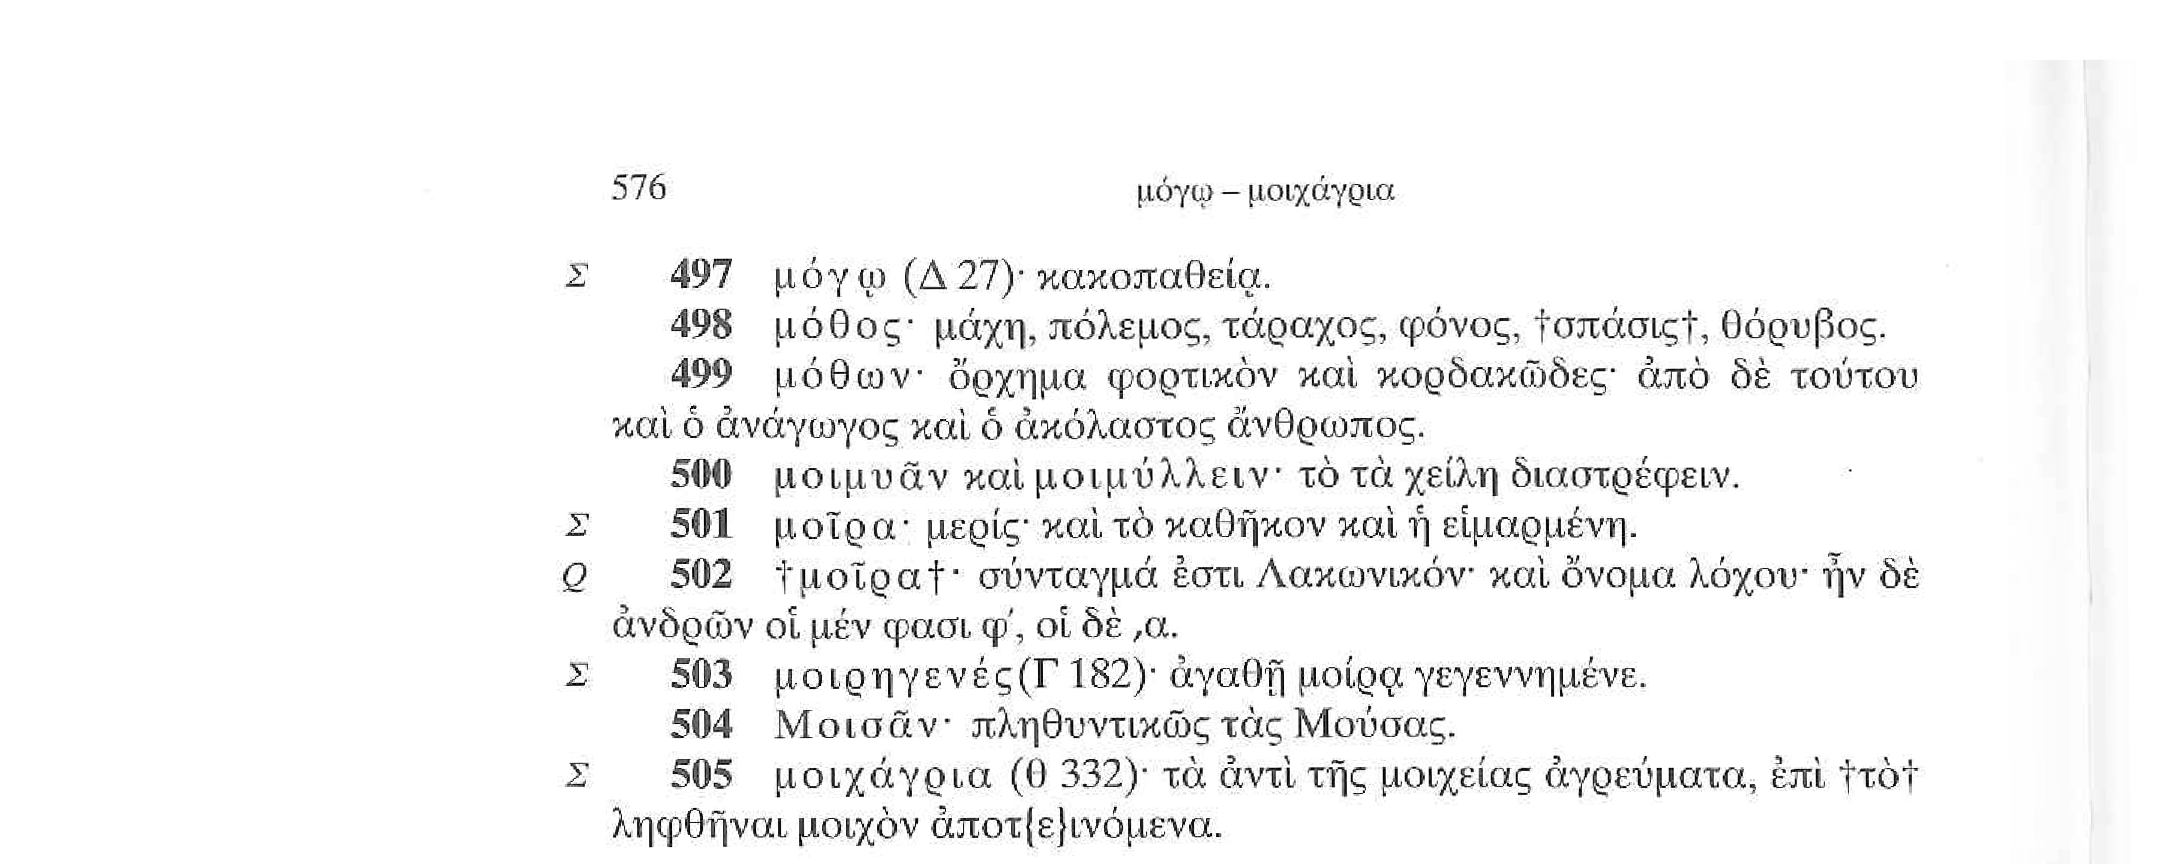 576 μόγῳ – μοιχάγρια
Σ 497 μόγῳ (Δ 27)· κακοπαθείᾳ.
498 μόθος· μάχη, πόλεμος, τάραχος, φόνος, †σπάσις†, θόρυβος.
499 μόθων· ὄρχημα φορτικὸν καὶ κορδακῶδες· ἀπὸ δὲ τούτου
καὶ ὁ ἀνάγωγος καὶ ὁ ἀκόλαστος ἄνθρωπος.
500 μοιμυᾶν καὶ μοιμύλλειν· τὸ τὰ χείλη διαστρέφειν.
Σ 501 μοῖρα· μερίς· καὶ τὸ καθῆκον καὶ ἡ εἱμαρμένη.
Q 502 †μοῖρα†· σύνταγμά ἐστι Λακωνικόν· καὶ ὄνομα λόχου· ἦν δὲ
ἀνδρῶν οἱ μέν φασι φʹ, οἱ δὲ ͵α.
Σ 503 μοιρηγενές (Γ 182)· ἀγαθῇ μοίρᾳ γεγεννημένε.
504 Μοισᾶν· πληθυντικῶς τὰς Μούσας.
Σ 505 μοιχάγρια (θ 332)· τὰ ἀντὶ τῆς μοιχείας ἀγρεύματα, ἐπὶ †τὸ†
ληφθῆναι μοιχὸν ἀποτ{ε}ινόμενα.